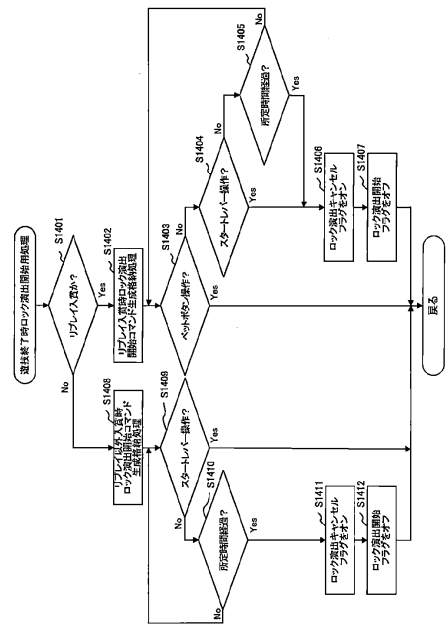 遊技終了時ロック演出開始用処理
S1401
リプレイ入賞か？
No
Yes
S1402
リプレイ入賞時ロック演出
開始コマンド生成格納処理
S1403
ベットボタン操作？
No
Yes
S1404
スタートレバー操作？
No
Yes
S1405
所定時間経過？
No
Yes
S1406
ロック演出キャンセル
フラグをオン
S1407
ロック演出開始
フラグをオフ
S1408
リプレイ以外入賞時
ロック演出開始コマンド
生成格納処理
S1409
スタートレバー操作？
No
Yes
S1410
所定時間経過？
No
Yes
S1411
ロック演出キャンセル
フラグをオン
S1412
ロック演出開始
フラグをオフ
戻る